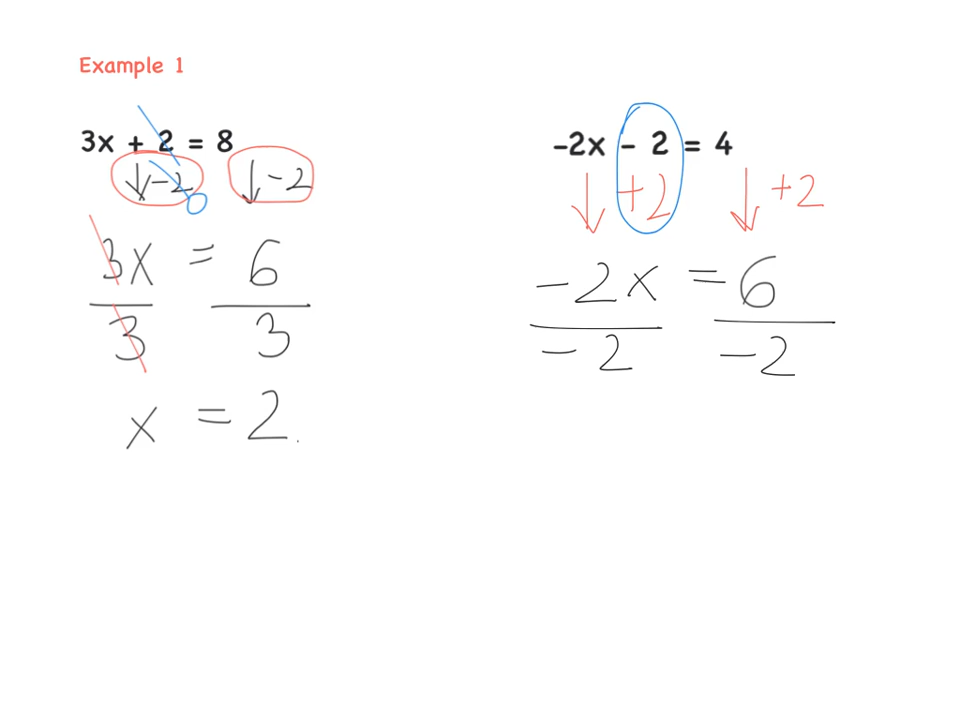 Example 1
3x + 2 = 8
↓-2 ↓-2
3x = 6
3 3
x = 2.
-2x - 2 = 4
↓ +2 ↓ +2
-2x = 6
-2 -2